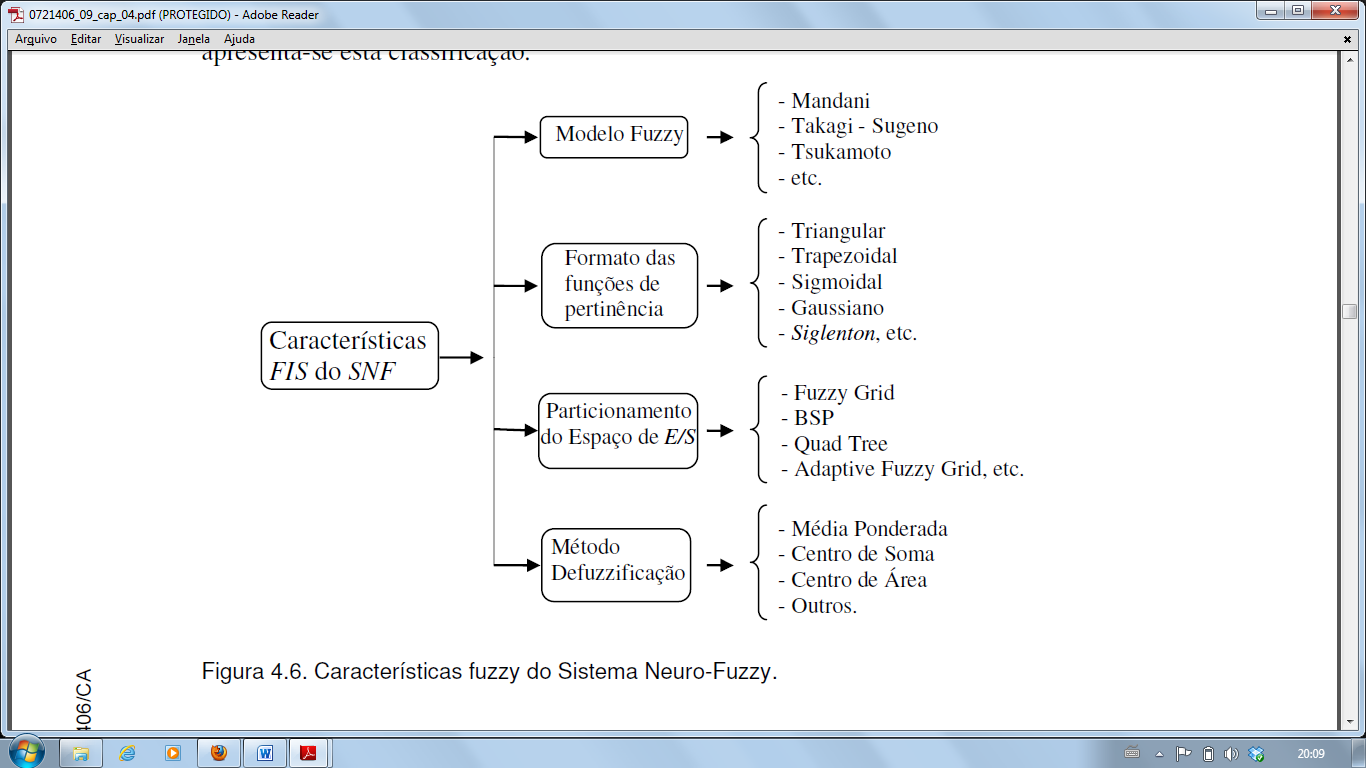 0721406_09_cap_04.pdf (PROTEGIDO) - Adobe Reader
Arquivo Editar Visualizar Janela Ajuda
apresenta-se esta classificação.
Características
FIS do SNF
Modelo Fuzzy
- Mandani
- Takagi - Sugeno
- Tsukamoto
- etc.
Formato das
funções de
pertinência
- Triangular
- Trapezoidal
- Sigmoidal
- Gaussiano
- Siglenton, etc.
Particionamento
do Espaço de E/S
- Fuzzy Grid
- BSP
- Quad Tree
- Adaptive Fuzzy Grid, etc.
Método
Defuzzificação
- Média Ponderada
- Centro de Soma
- Centro de Área
- Outros.
Figura 4.6. Características fuzzy do Sistema Neuro-Fuzzy.
406/CA
20:09